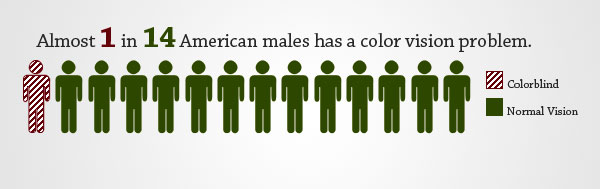 Almost 1 in 14 American males has a color vision problem.
Colorblind
Normal Vision